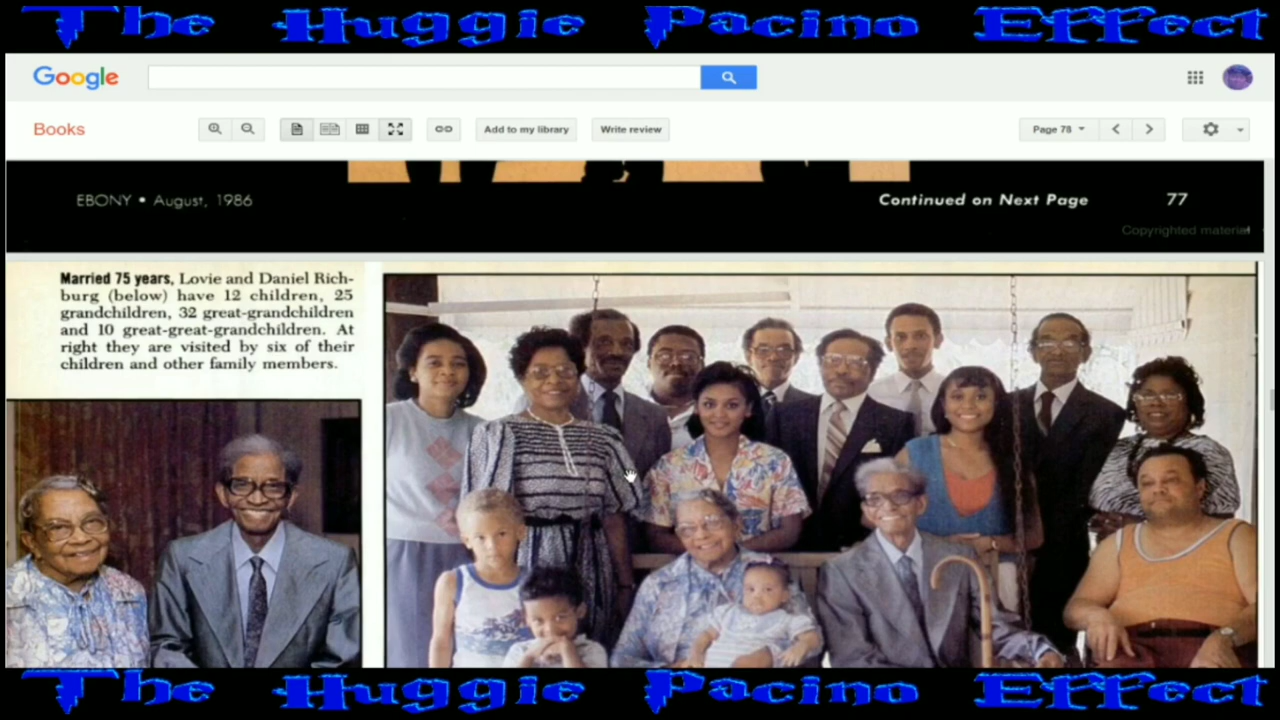 The Huggie Pacino Effect
Google
Books
Add to my library
Write review
Page 78
EBONY • August, 1986
Continued on Next Page
77
Copyrighted material
Married 75 years, Lovie and Daniel Rich-
burg (below) have 12 children, 25
grandchildren, 32 great-grandchildren
and 10 great-great-grandchildren. At
right they are visited by six of their
children and other family members.
The Huggie Pacino Effect